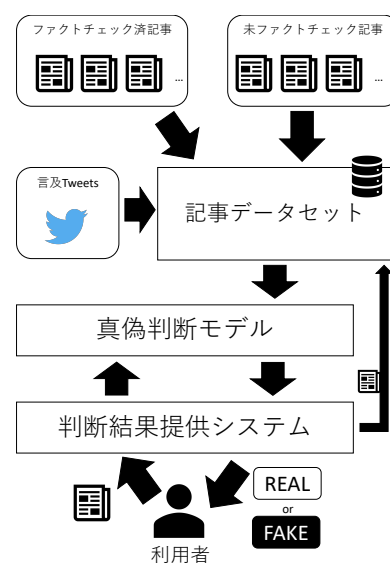 ファクトチェック済記事
未ファクトチェック記事
...
...
言及Tweets
記事データセット
真偽判断モデル
判断結果提供システム
REAL
or
FAKE
利用者